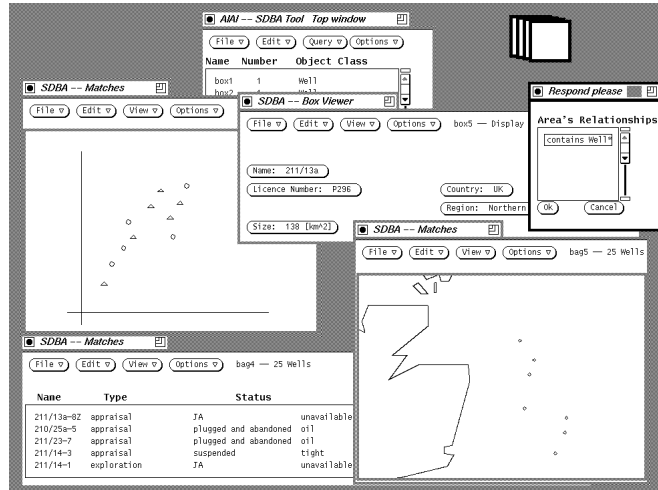 AIAI -- SDBA Tool Top window
File Edit Query Options
Name Number Object Class
box1 1 Well
box2 1 Well
SDBA -- Matches
File Edit View Options
SDBA -- Box Viewer
File Edit View Options box5 — Display
Name: 211/13a
Licence Number: P296
Country: UK
Region: Northern
Size: 138 [km^2]
Respond please
Area's Relationships
contains Well*
Ok Cancel
SDBA -- Matches
File Edit View Options bag5 — 25 Wells
SDBA -- Matches
File Edit View Options bag4 — 25 Wells
Name Type Status
211/13a-8Z appraisal JA unavailable
210/25a-5 appraisal plugged and abandoned oil
211/23-7 appraisal plugged and abandoned oil
211/14-3 appraisal suspended tight
211/14-1 exploration JA unavailable